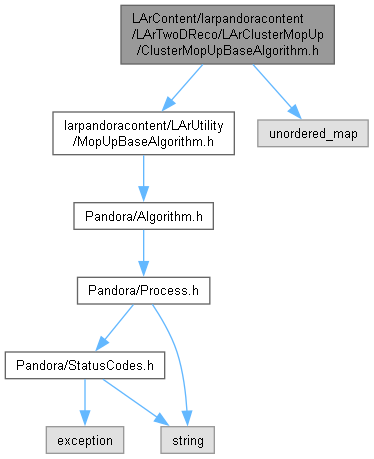 LArContent/larpandoracontent
/LArTwoDReco/LArClusterMopUp
/ClusterMopUpBaseAlgorithm.h
larpandoracontent/LArUtility
/MopUpBaseAlgorithm.h
unordered_map
Pandora/Algorithm.h
Pandora/Process.h
Pandora/StatusCodes.h
exception
string